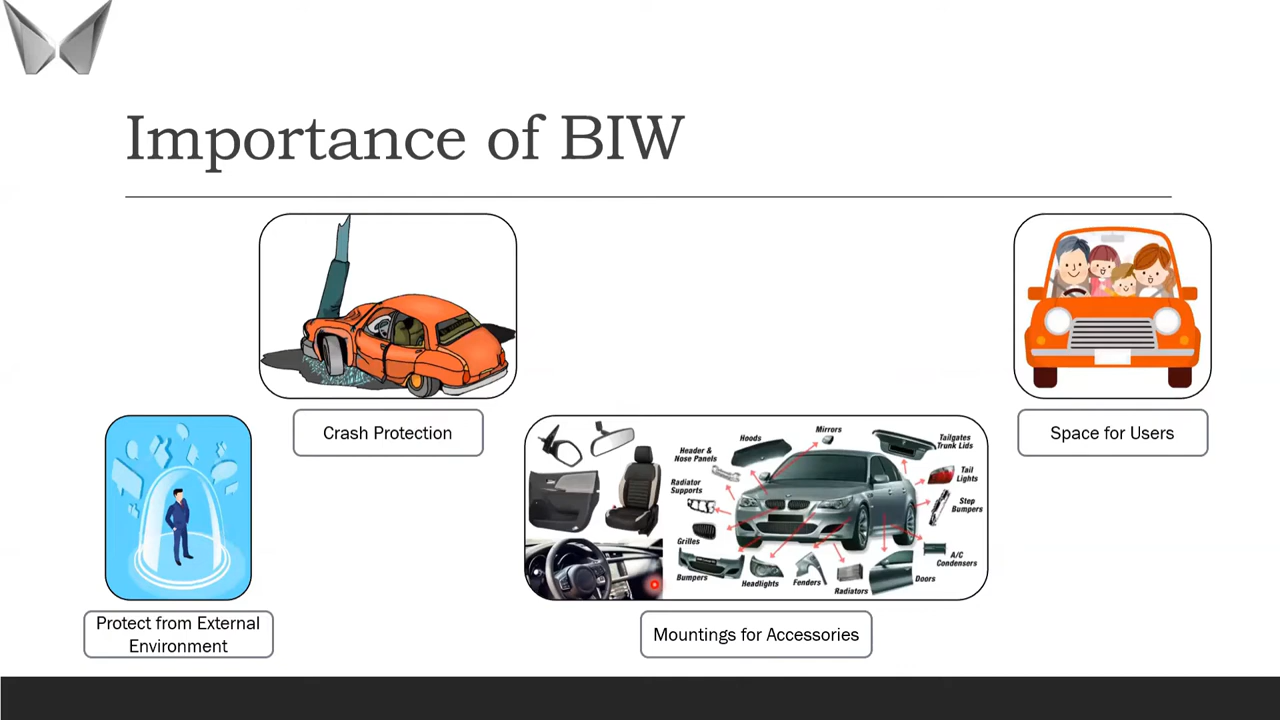 Importance of BIW
Crash Protection
Space for Users
Protect from External
Environment
Hoods
Mirrors
Tailgates
Trunk Lids
Header &
Nose Panels
Tail
Lights
Radiator
Supports
Step
Bumpers
Grilles
A/C
Condensers
Bumpers
Headlights
Fenders
Radiators
Doors
Mountings for Accessories